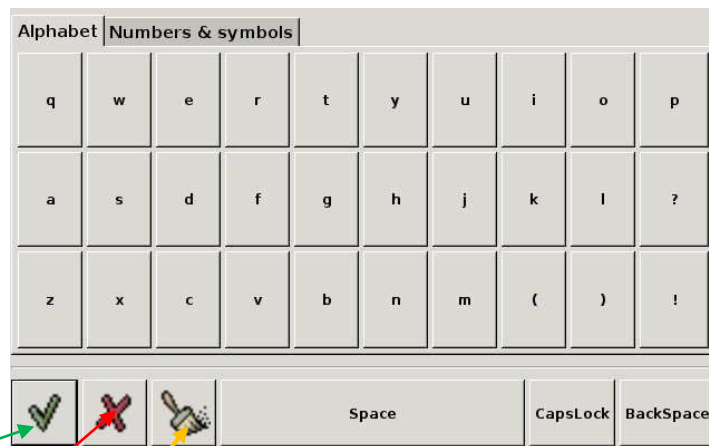 Alphabet Numbers & symbols
q w e r t y u i o p
a s d f g h j k l ?
z x c v b n m ( ) !
Space CapsLock BackSpace